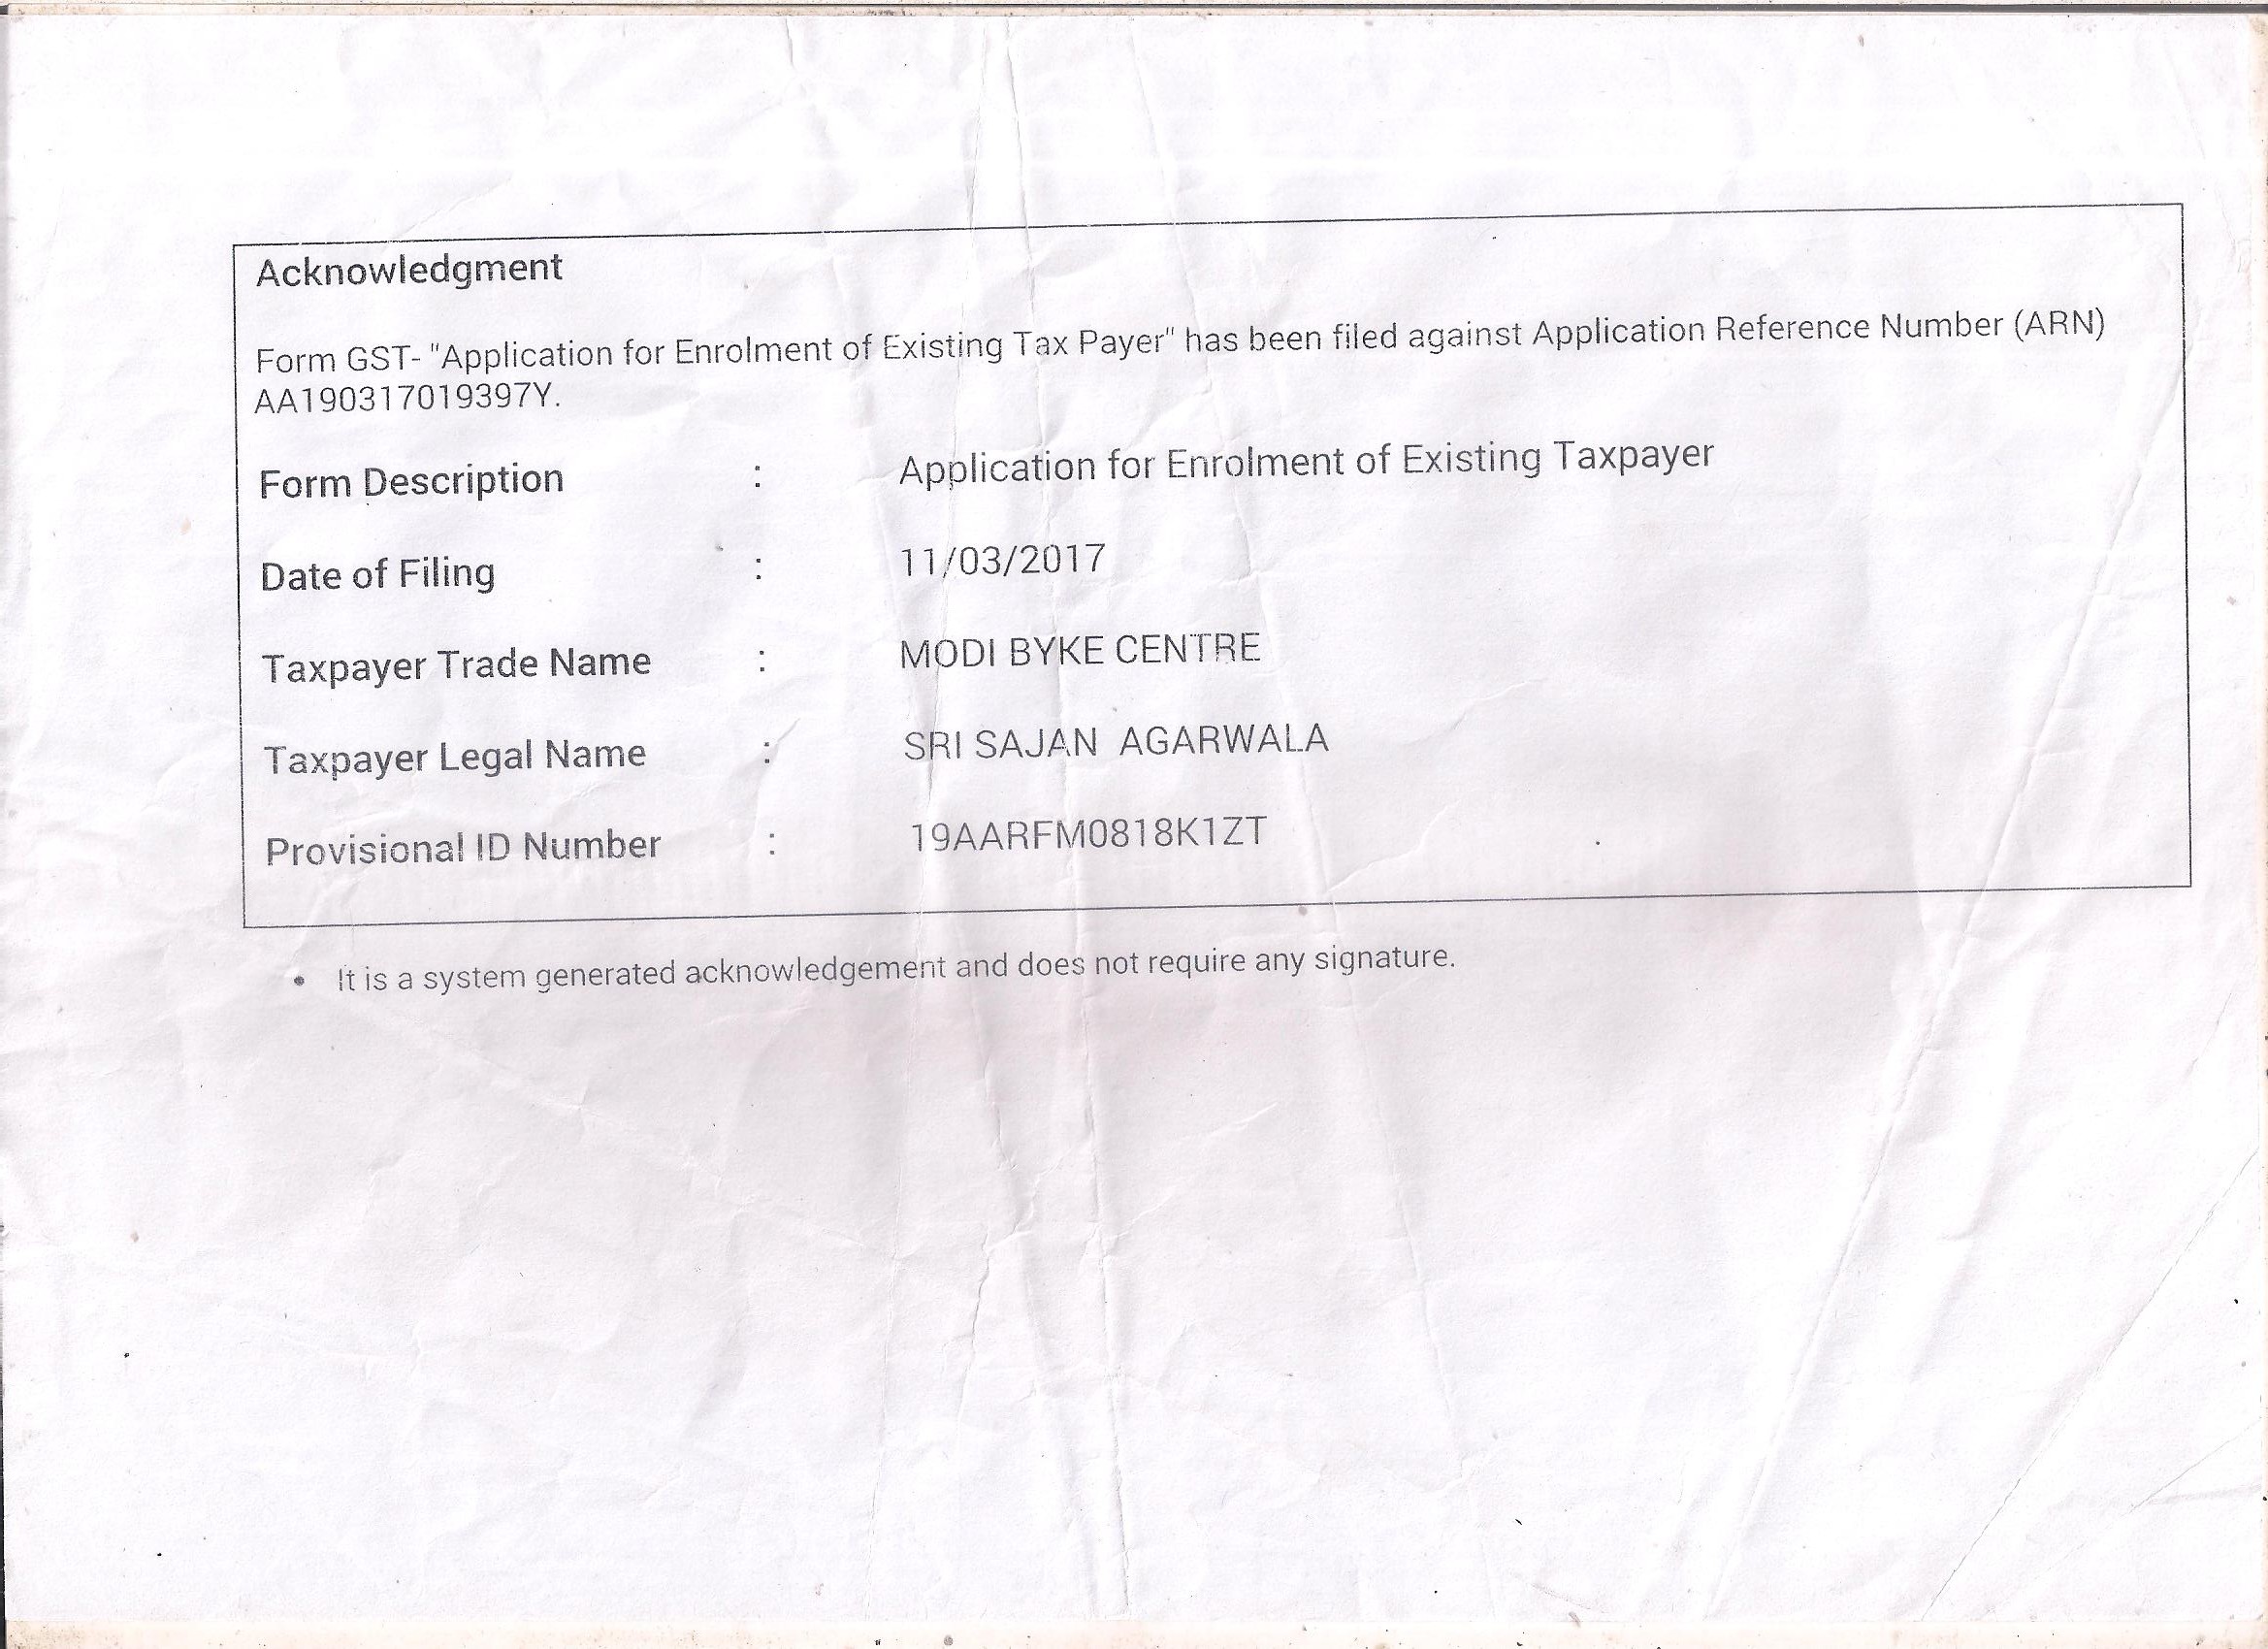 Acknowledgment
Form GST- "Application for Enrolment of Existing Tax Payer" has been filed against Application Reference Number (ARN)
AA190317019397Y.
Form Description : Application for Enrolment of Existing Taxpayer
Date of Filing : 11/03/2017
Taxpayer Trade Name : MODI BYKE CENTRE
Taxpayer Legal Name : SRI SAJAN AGARWALA
Provisional ID Number : 19AARFM0818K1ZT
• It is a system generated acknowledgement and does not require any signature.